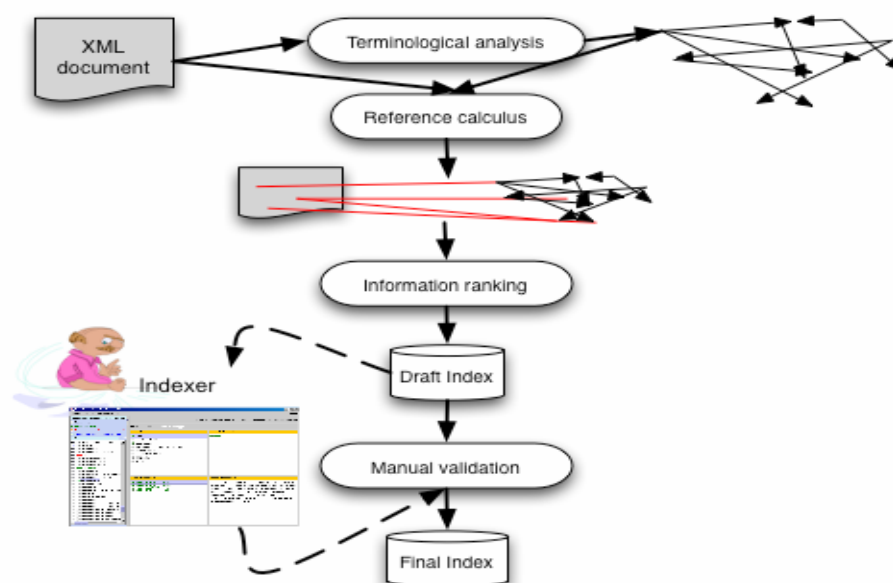 XML
document
Terminological analysis
Reference calculus
Information ranking
Draft Index
Indexer
Manual validation
Final Index